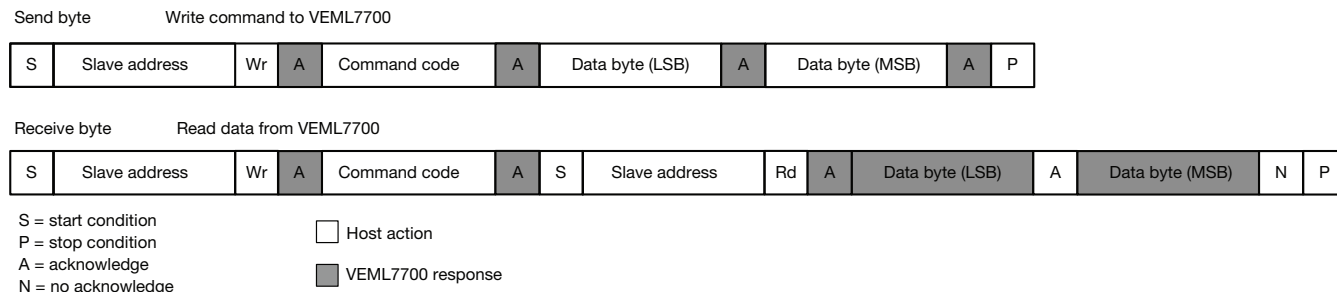 Send byte Write command to VEML7700
S Slave address Wr A Command code A Data byte (LSB) A Data byte (MSB) A P
Receive byte Read data from VEML7700
S Slave address Wr A Command code A S Slave address Rd A Data byte (LSB) A Data byte (MSB) N P
S = start condition
P = stop condition
A = acknowledge
N = no acknowledge
Host action
VEML7700 response